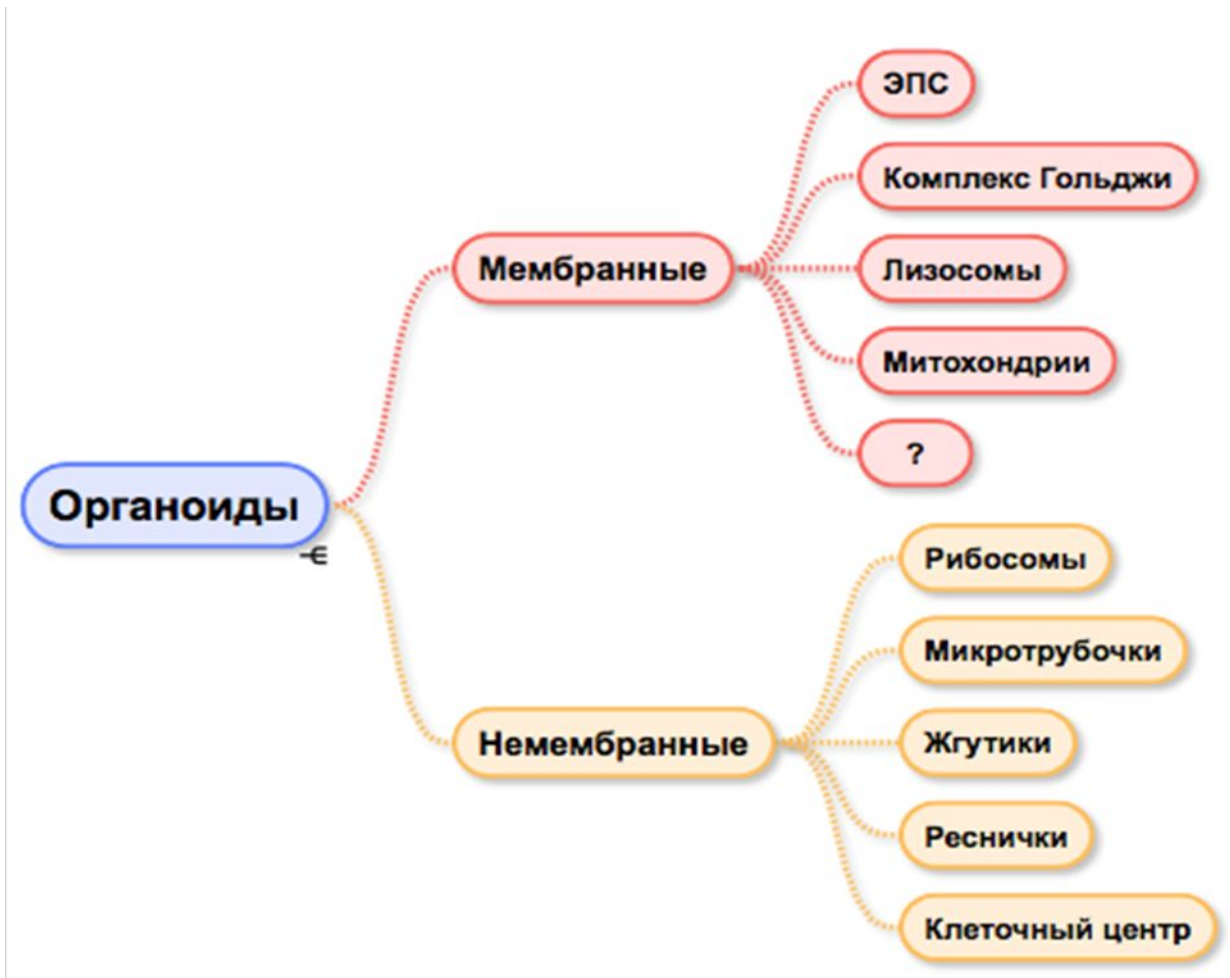 ЭПС
Комплекс Гольджи
Мембранные
Лизосомы
Митохондрии
?
Органоиды
Рибосомы
Микротрубочки
Немембранные
Жгутики
Реснички
Клеточный центр